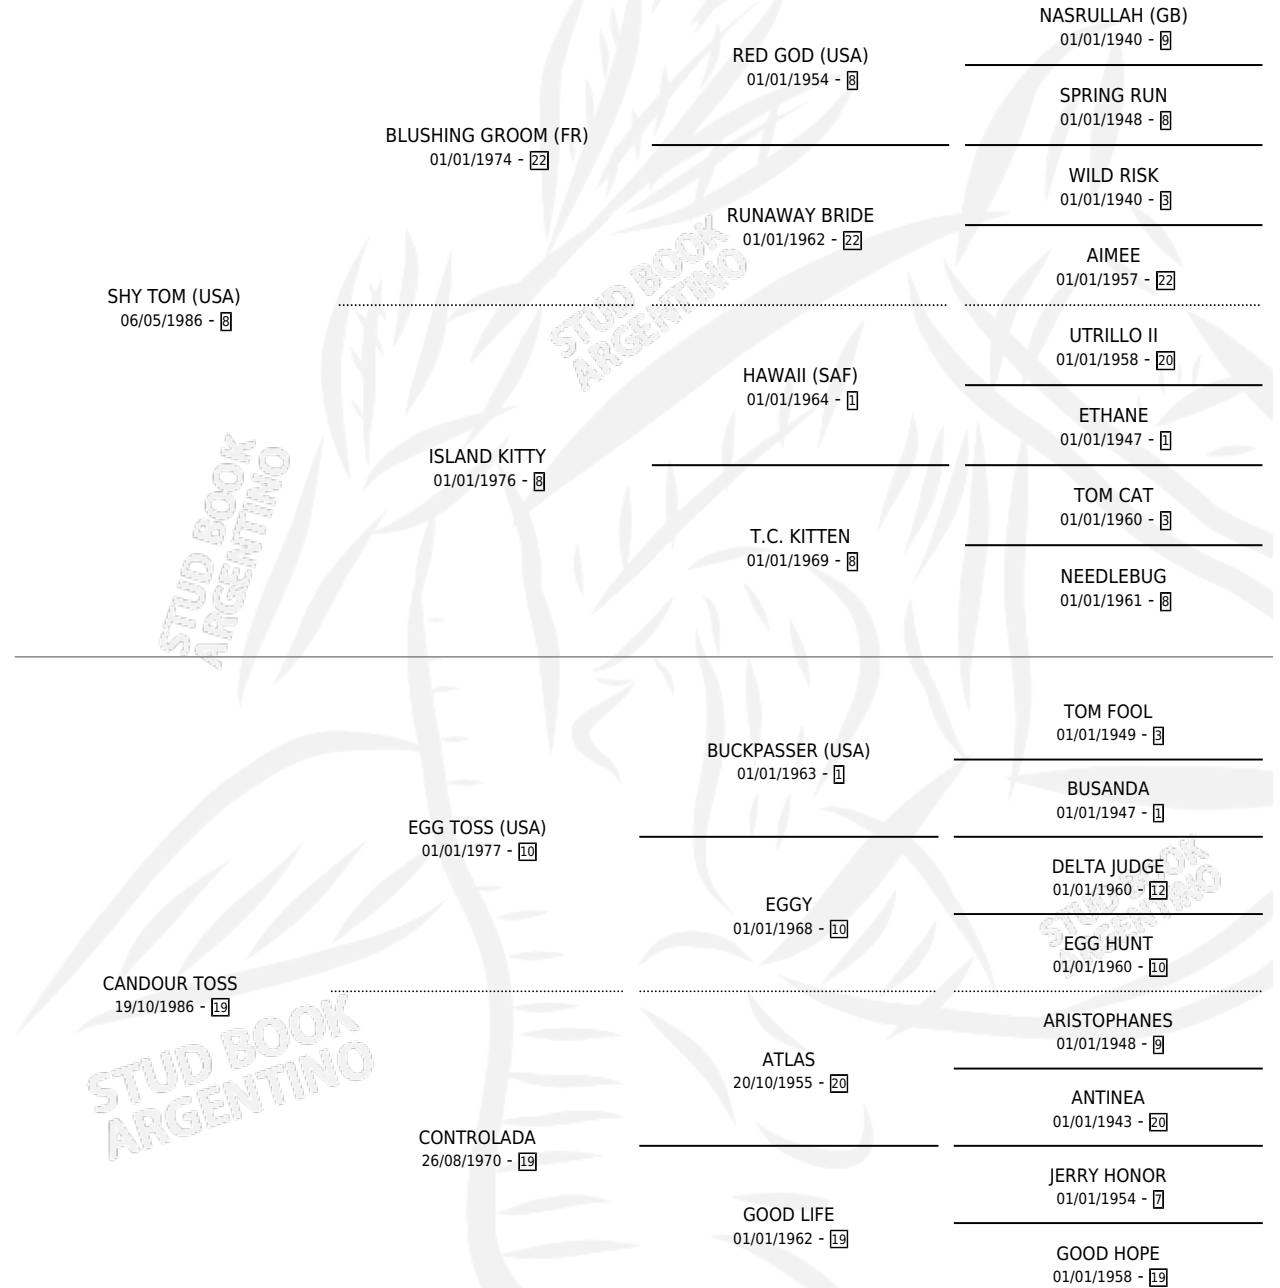 NASRULLAH (GB)
01/01/1940 - 9
RED GOD (USA)
01/01/1954 - 8
SPRING RUN
01/01/1948 - 8
BLUSHING GROOM (FR)
01/01/1974 - 22
WILD RISK
01/01/1940 - 3
RUNAWAY BRIDE
01/01/1962 - 22
AIMEE
01/01/1957 - 22
SHY TOM (USA)
06/05/1986 - 8
STUD BOOK
ARGENTINO
UTRILLO II
01/01/1958 - 20
HAWAII (SAF)
01/01/1964 - 1
ETHANE
01/01/1947 - 1
ISLAND KITTY
01/01/1976 - 8
TOM CAT
01/01/1960 - 3
T.C. KITTEN
01/01/1969 - 8
NEEDLEBUG
01/01/1961 - 8
STUD BOOK
ARGENTINO
TOM FOOL
01/01/1949 - 3
BUCKPASSER (USA)
01/01/1963 - 1
BUSANDA
01/01/1947 - 1
EGG TOSS (USA)
01/01/1977 - 10
DELTA JUDGE
01/01/1960 - 12
EGGY
01/01/1968 - 10
EGG HUNT
01/01/1960 - 10
STUD BOOK
ARGENTINO
CANDOUR TOSS
19/10/1986 - 19
ARISTOPHANES
01/01/1948 - 9
ATLAS
20/10/1955 - 20
ANTINEA
01/01/1943 - 20
STUD BOOK
ARGENTINO
CONTROLADA
26/08/1970 - 19
JERRY HONOR
01/01/1954 - 7
GOOD LIFE
01/01/1962 - 19
GOOD HOPE
01/01/1958 - 19